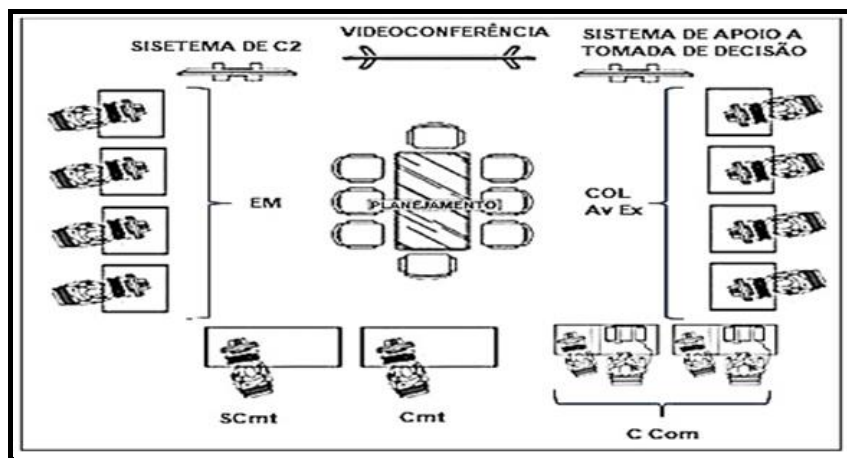 SISETEMA DE C2
VIDEOCONFERÊNCIA
SISTEMA DE APOIO A
TOMADA DE DECISÃO
EM
PLANEJAMENTO
COL
Av Ex
SCmt
Cmt
C Com